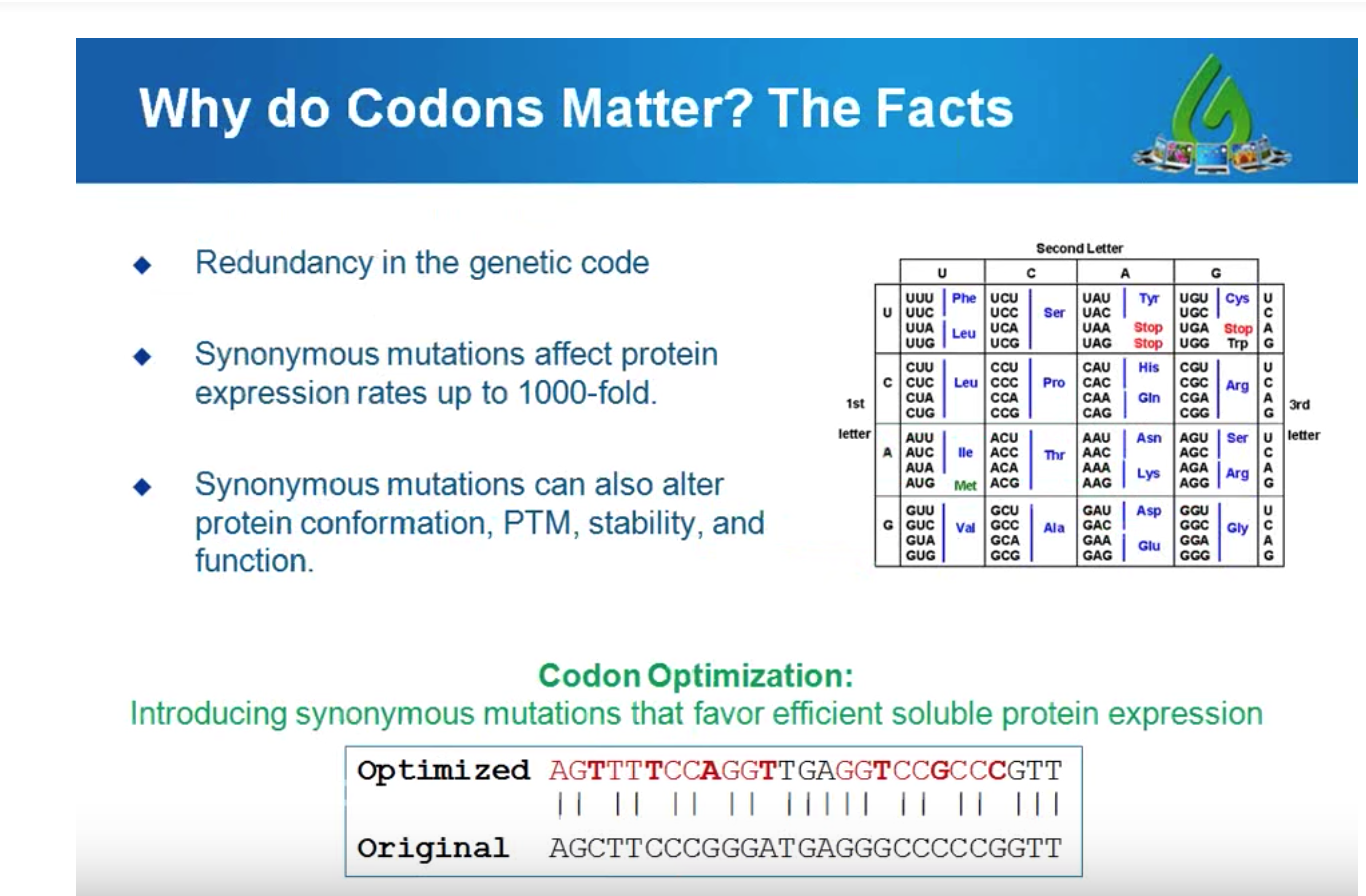 Why do Codons Matter? The Facts
Redundancy in the genetic code
Synonymous mutations affect protein
expression rates up to 1000-fold.
Synonymous mutations can also alter
protein conformation, PTM, stability, and
function.
Second Letter
U C A G
UUU Phe UCU UAU Tyr UGU Cys U
U UUC UCC Ser UAC UGC C
UUA Leu UCA UAA Stop UGA Stop A
UUG UCG UAG Stop UGG Trp G
CUU CCU CAU His CGU U
C CUC Leu CCC Pro CAC CGC Arg C
CUA CCA CAA Gln CGA A
1st 3rd
CUG CCG CAG CGG G
letter letter
AUU ACU AAU Asn AGU Ser U
A AUC Ile ACC Thr AAC AGC C
AUA ACA AAA Lys AGA Arg A
AUG Met ACG AAG AGG G
GUU GCU GAU Asp GGU U
G GUC Val GCC Ala GAC GGC Gly C
GUA GCA GAA Glu GGA A
GUG GCG GAG GGG G
Codon Optimization:
Introducing synonymous mutations that favor efficient soluble protein expression
Optimized AGTTTTCCAGGTTGAGGTCCGCCCGTT
Original AGCTTCCCGGGATGAGGGCCCCCGGTT